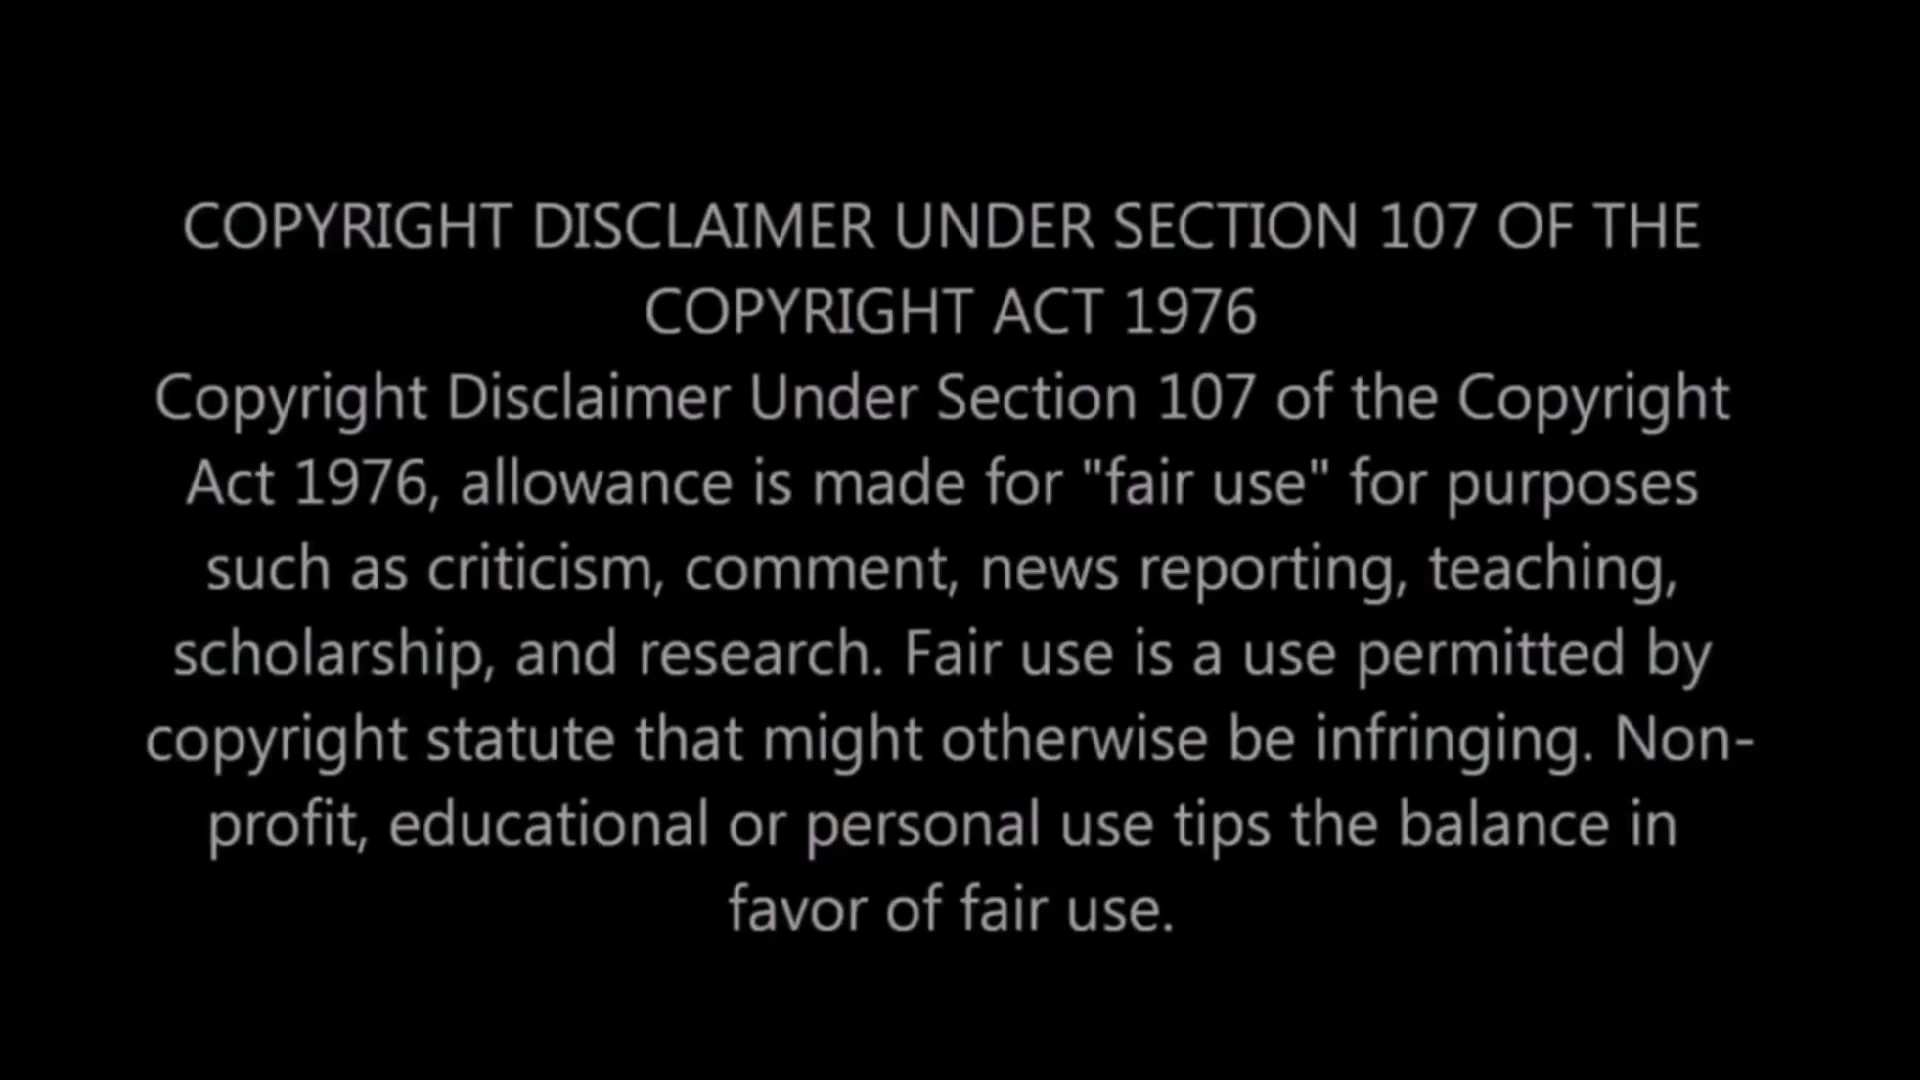 COPYRIGHT DISCLAIMER UNDER SECTION 107 OF THE
COPYRIGHT ACT 1976
Copyright Disclaimer Under Section 107 of the Copyright
Act 1976, allowance is made for "fair use" for purposes
such as criticism, comment, news reporting, teaching,
scholarship, and research. Fair use is a use permitted by
copyright statute that might otherwise be infringing. Non-
profit, educational or personal use tips the balance in
favor of fair use.